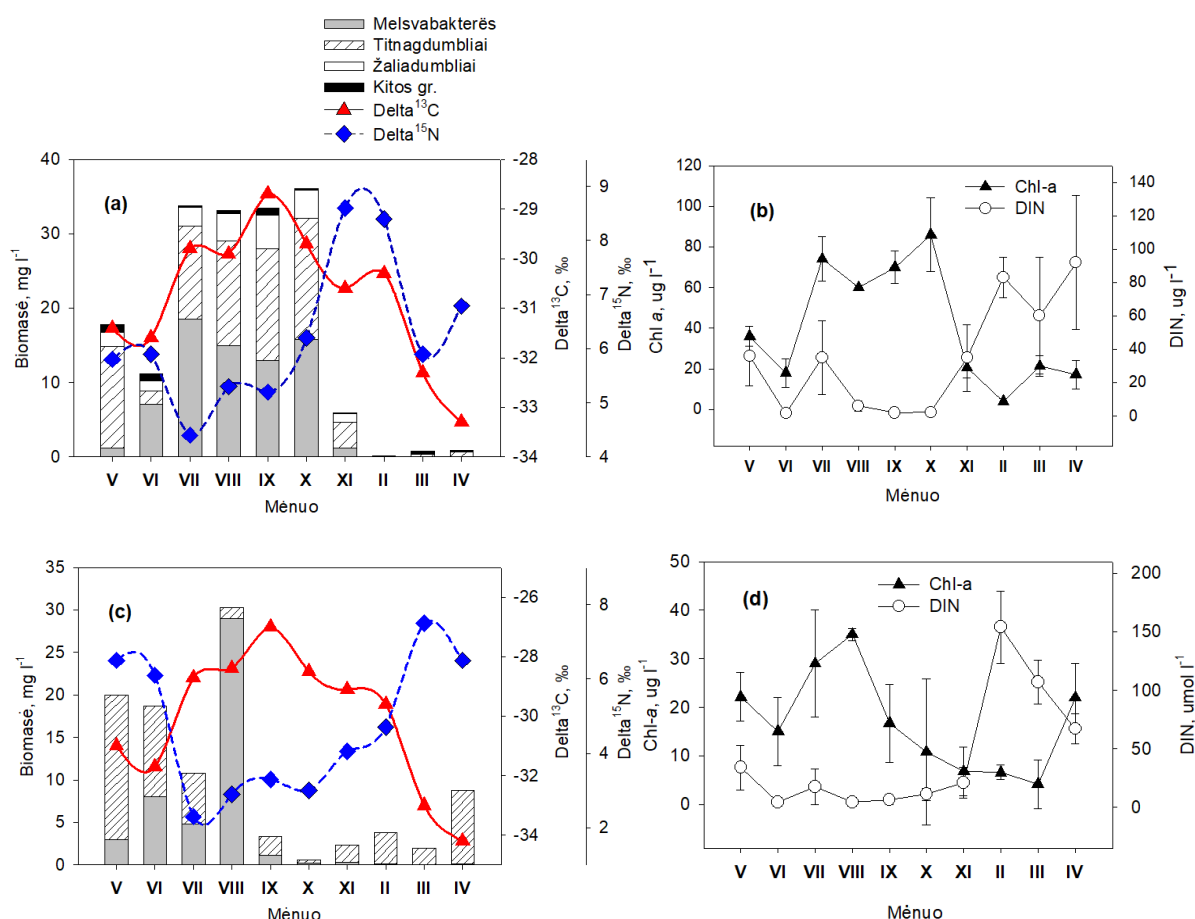 Melsvabakterės
Titnagdumbliai
Žaliadumbliai
Kitos gr.
Delta¹³C
Delta¹⁵N
(a)
Biomasė, mg l⁻¹
40
30
20
10
0
-28
-29
-30
-31
-32
-33
-34
Delta¹³C, ‰
9
8
7
6
5
4
Delta¹⁵N, ‰
V VI VII VIII IX X XI II III IV
Mėnuo
(b)
Chl-a
DIN
Chl a, ug l⁻¹
120
100
80
60
40
20
0
140
120
100
80
60
40
20
0
DIN, ug l⁻¹
V VI VII VIII IX X XI II III IV
Mėnuo
(c)
Biomasė, mg l⁻¹
35
30
25
20
15
10
5
0
-26
-28
-30
-32
-34
Delta¹³C, ‰
8
6
4
2
Delta¹⁵N, ‰
V VI VII VIII IX X XI II III IV
Mėnuo
(d)
Chl-a
DIN
Chl-a, ug l⁻¹
50
40
30
20
10
0
200
150
100
50
0
DIN, umol l⁻¹
V VI VII VIII IX X XI II III IV
Mėnuo